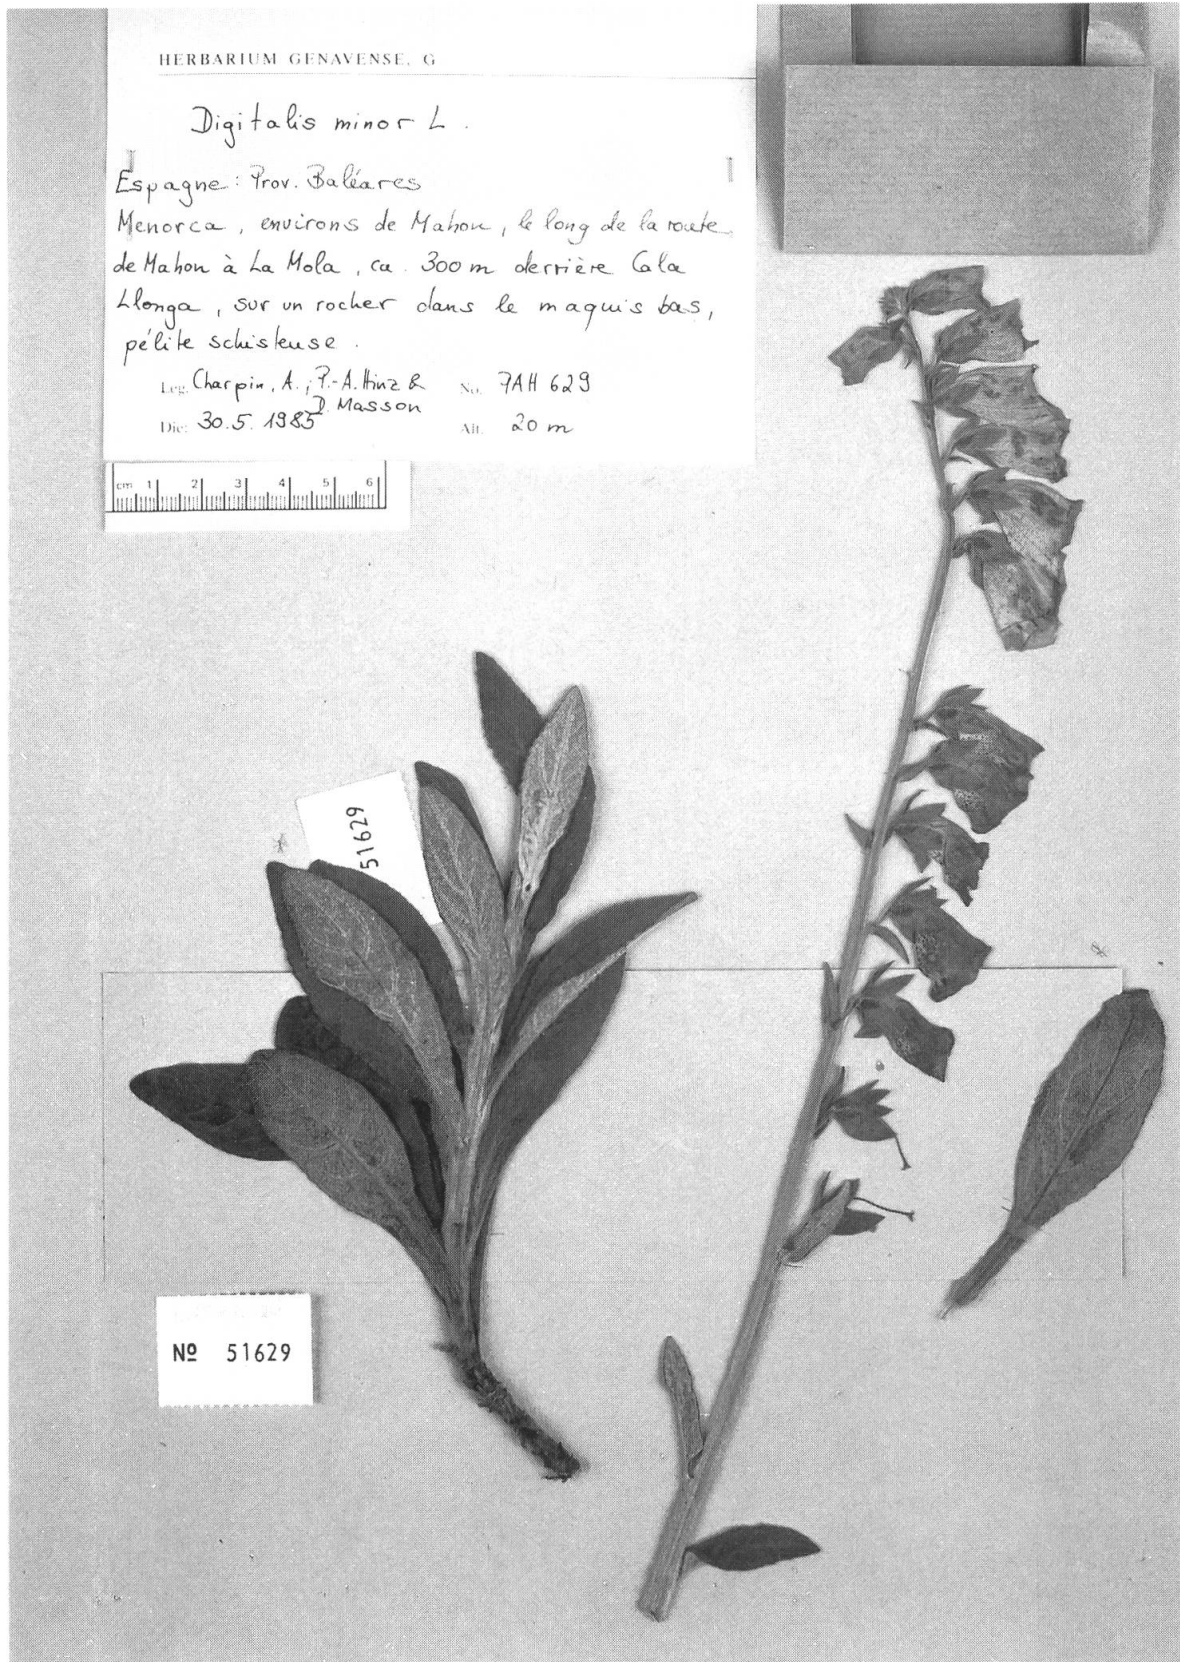 HERBARIUM GENAVENSE, G
Digitalis minor L.
Espagne: Prov. Baléares
Menorca, environs de Mahon, le long de la route
de Mahon à La Mola, ca. 300 m derrière Cala
Llonga, sur un rocher dans le maquis bas,
pélite schisteuse.
Leg. Charpin, A.; P.-A. Hinz & No. PAH 629
D. Masson
Die: 30.5.1985 Alt. 20 m
cm 1 2 3 4 5 6
51629
Nº 51629